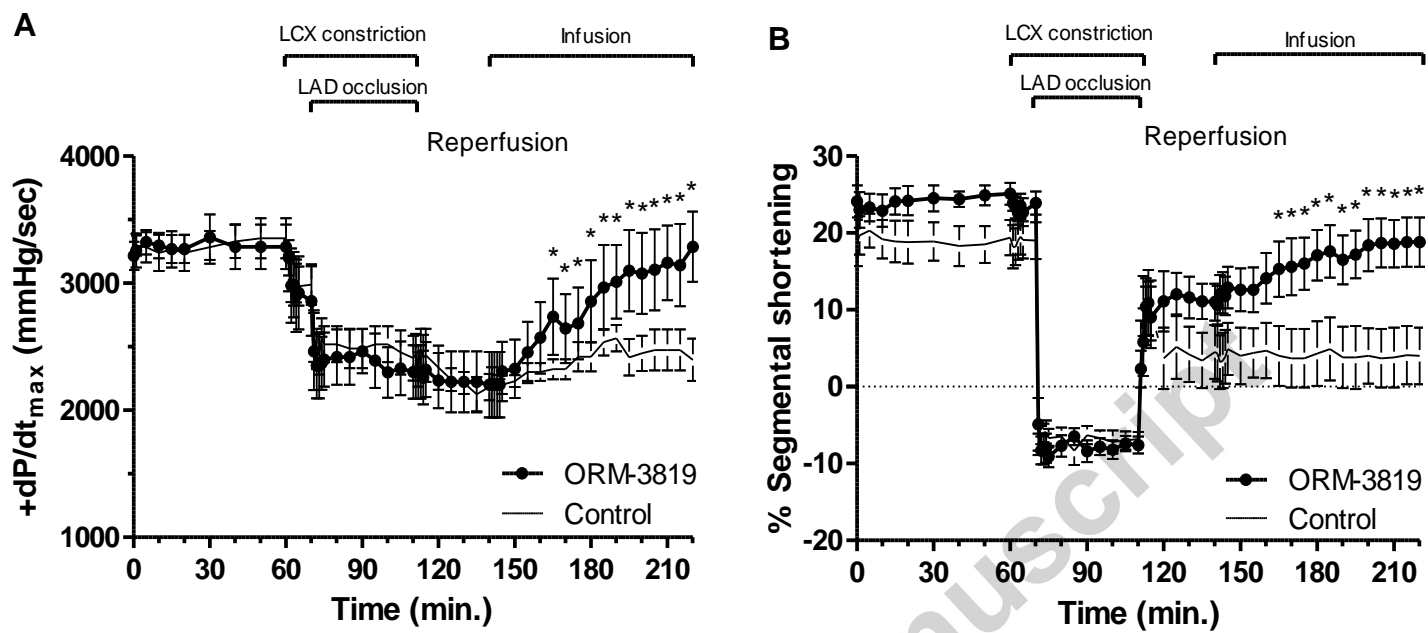 A
LCX constriction
Infusion
LAD occlusion
Reperfusion
4000
3000
2000
1000
+dP/dt_max (mmHg/sec)
* * * * * * * * * * *
ORM-3819
Control
0 30 60 90 120 150 180 210
Time (min.)
B
LCX constriction
Infusion
LAD occlusion
Reperfusion
30
20
10
0
-10
-20
% Segmental shortening
* * * * * * * * * * * *
ORM-3819
Control
0 30 60 90 120 150 180 210
Time (min.)
uscript